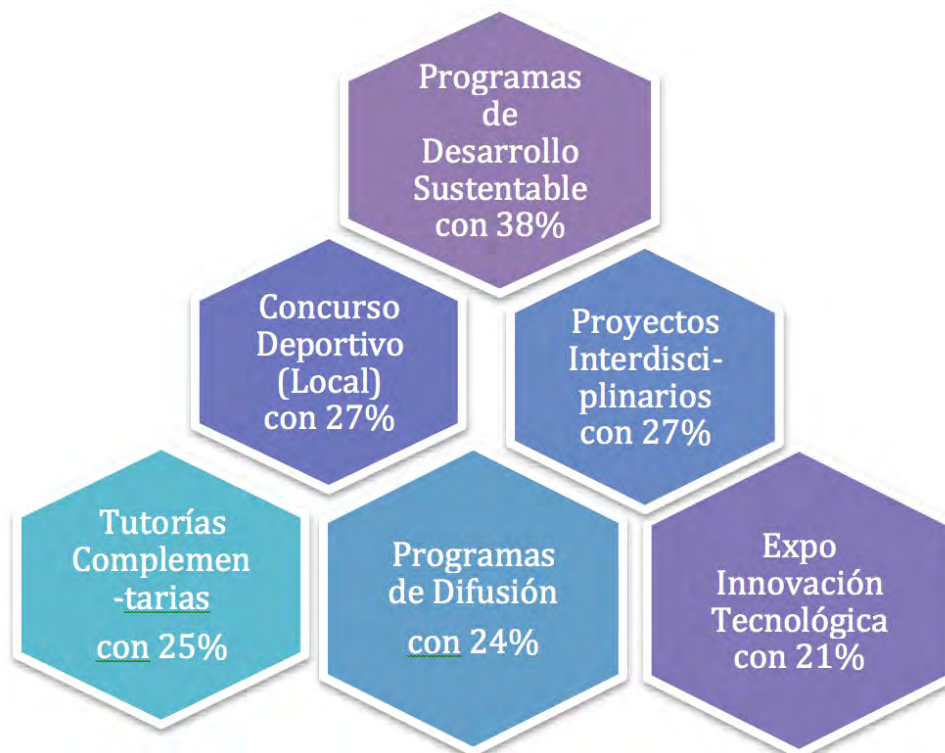 Programas
de
Desarrollo
Sustentable
con 38%
Concurso
Deportivo
(Local)
con 27%
Proyectos
Interdisci-
plinarios
con 27%
Tutorías
Complemen
-tarias
con 25%
Programas
de Difusión
con 24%
Expo
Innovación
Tecnológica
con 21%